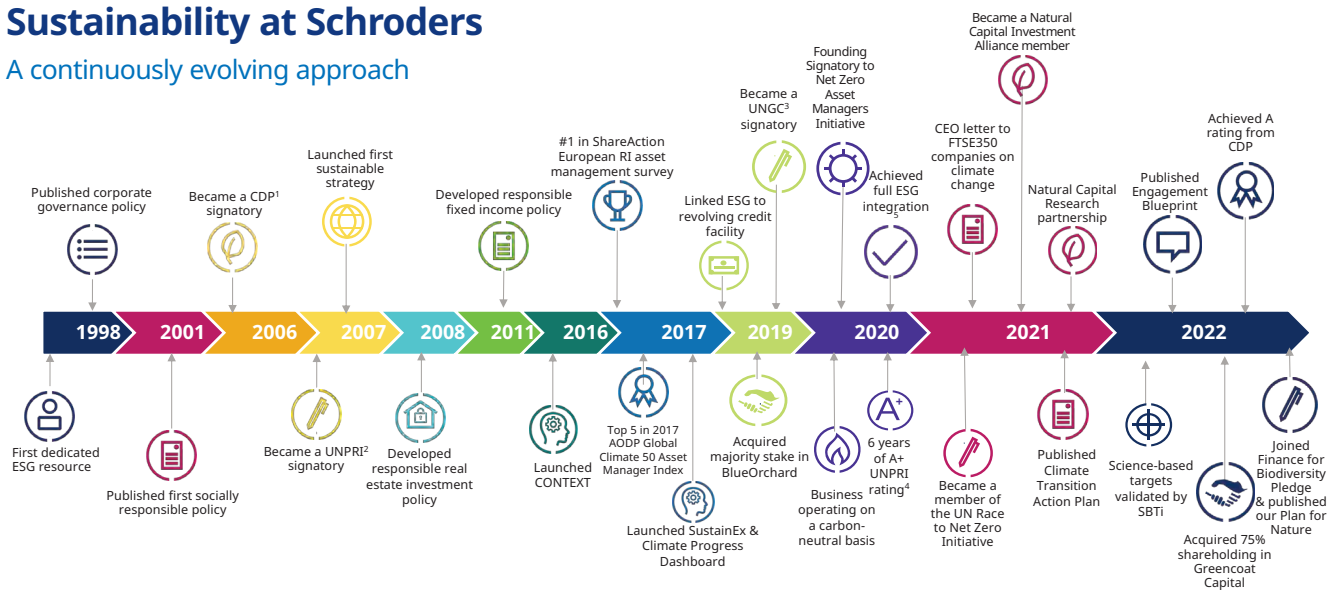 Sustainability at Schroders
A continuously evolving approach
Published corporate
governance policy
Became a CDP¹
signatory
Launched first
sustainable
strategy
Developed responsible
fixed income policy
#1 in ShareAction
European RI asset
management survey
Linked ESG to
revolving credit
facility
Became a
UNGC³
signatory
Founding
Signatory to
Net Zero
Asset
Managers
Initiative
Achieved
full ESG
integration
5
CEO letter to
FTSE350
companies on
climate
change
Became a Natural
Capital Investment
Alliance member
Natural Capital
Research
partnership
Published
Engagement
Blueprint
Achieved A
rating from
CDP
1998
2001
2006
2007
2008
2011
2016
2017
2019
2020
2021
2022
First dedicated
ESG resource
Published first socially
responsible policy
Became a UNPRI²
signatory
Developed
responsible real
estate investment
policy
Launched
CONTEXT
Top 5 in 2017
AODP Global
Climate 50 Asset
Manager Index
Launched SustainEx &
Climate Progress
Dashboard
Acquired
majority stake in
BlueOrchard
Business
operating on
a carbon-
neutral basis
A+
6 years
of A+
UNPRI
rating⁴
Became a
member of
the UN Race
to Net Zero
Initiative
Published
Climate
Transition
Action Plan
Science-based
targets
validated by
SBTi
Acquired 75%
shareholding in
Greencoat
Capital
Joined
Finance for
Biodiversity
Pledge
& published
our Plan for
Nature